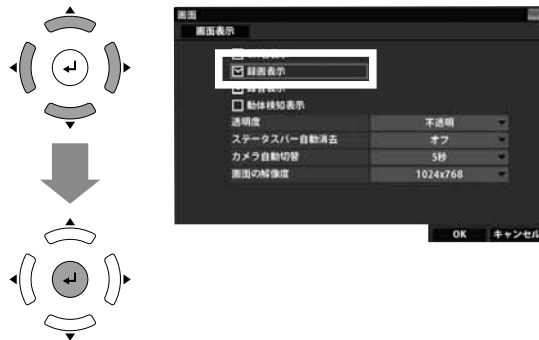 画面
画面表示
録画表示
動体検知表示
透明度 不透明
ステータスバー自動消去 オフ
カメラ自動切替 5秒
画面の解像度 1024x768
OK キャンセル